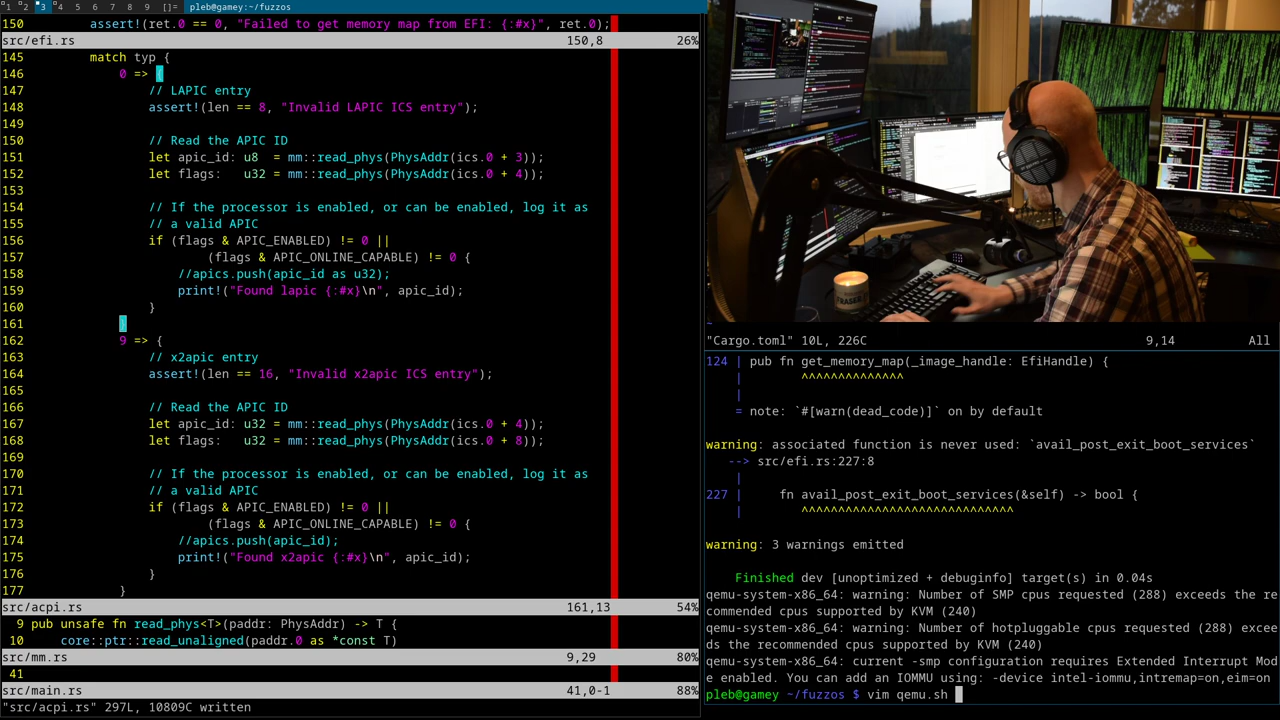 1 2 3 4 5 6 7 8 9 []= pleb@gamey:~/fuzzos
150         assert!(ret.0 == 0, "Failed to get memory map from EFI: {:#x}", ret.0);
src/efi.rs 150,8 26%
145         match typ {
146             0 => {
147                 // LAPIC entry
148                 assert!(len == 8, "Invalid LAPIC ICS entry");
149
150                 // Read the APIC ID
151                 let apic_id: u8  = mm::read_phys(PhysAddr(ics.0 + 3));
152                 let flags:   u32 = mm::read_phys(PhysAddr(ics.0 + 4));
153
154                 // If the processor is enabled, or can be enabled, log it as
155                 // a valid APIC
156                 if (flags & APIC_ENABLED) != 0 ||
157                         (flags & APIC_ONLINE_CAPABLE) != 0 {
158                     //apics.push(apic_id as u32);
159                     print!("Found lapic {:#x}\n", apic_id);
160                 }
161             }
162             9 => {
163                 // x2apic entry
164                 assert!(len == 16, "Invalid x2apic ICS entry");
165
166                 // Read the APIC ID
167                 let apic_id: u32 = mm::read_phys(PhysAddr(ics.0 + 4));
168                 let flags:   u32 = mm::read_phys(PhysAddr(ics.0 + 8));
169
170                 // If the processor is enabled, or can be enabled, log it as
171                 // a valid APIC
172                 if (flags & APIC_ENABLED) != 0 ||
173                         (flags & APIC_ONLINE_CAPABLE) != 0 {
174                     //apics.push(apic_id);
175                     print!("Found x2apic {:#x}\n", apic_id);
176                 }
177             }
src/acpi.rs 161,13 54%
9 pub unsafe fn read_phys<T>(paddr: PhysAddr) -> T {
10     core::ptr::read_unaligned(paddr.0 as *const T)
src/mm.rs 9,29 80%
41
src/main.rs 41,0-1 88%
"src/acpi.rs" 297L, 10809C written
FRASER
~
"Cargo.toml" 10L, 226C 9,14 All
124 | pub fn get_memory_map(_image_handle: EfiHandle) {
    |        ^^^^^^^^^^^^^^
    |
    = note: `#[warn(dead_code)]` on by default
warning: associated function is never used: `avail_post_exit_boot_services`
   --> src/efi.rs:227:8
    |
227 |     fn avail_post_exit_boot_services(&self) -> bool {
    |        ^^^^^^^^^^^^^^^^^^^^^^^^^^^^^
warning: 3 warnings emitted
    Finished dev [unoptimized + debuginfo] target(s) in 0.04s
qemu-system-x86_64: warning: Number of SMP cpus requested (288) exceeds the re
commended cpus supported by KVM (240)
qemu-system-x86_64: warning: Number of hotpluggable cpus requested (288) excee
ds the recommended cpus supported by KVM (240)
qemu-system-x86_64: current -smp configuration requires Extended Interrupt Mod
e enabled. You can add an IOMMU using: -device intel-iommu,intremap=on,eim=on
pleb@gamey ~/fuzzos $ vim qemu.sh